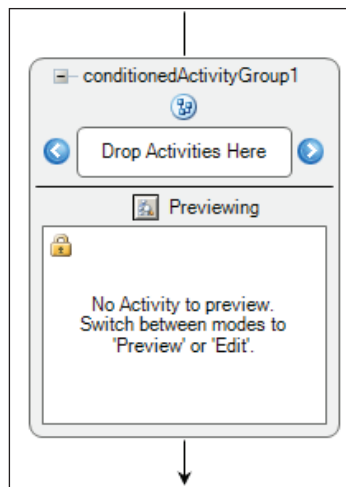 conditionedActivityGroup1
Drop Activities Here
Previewing
No Activity to preview.
Switch between modes to
'Preview' or 'Edit'.